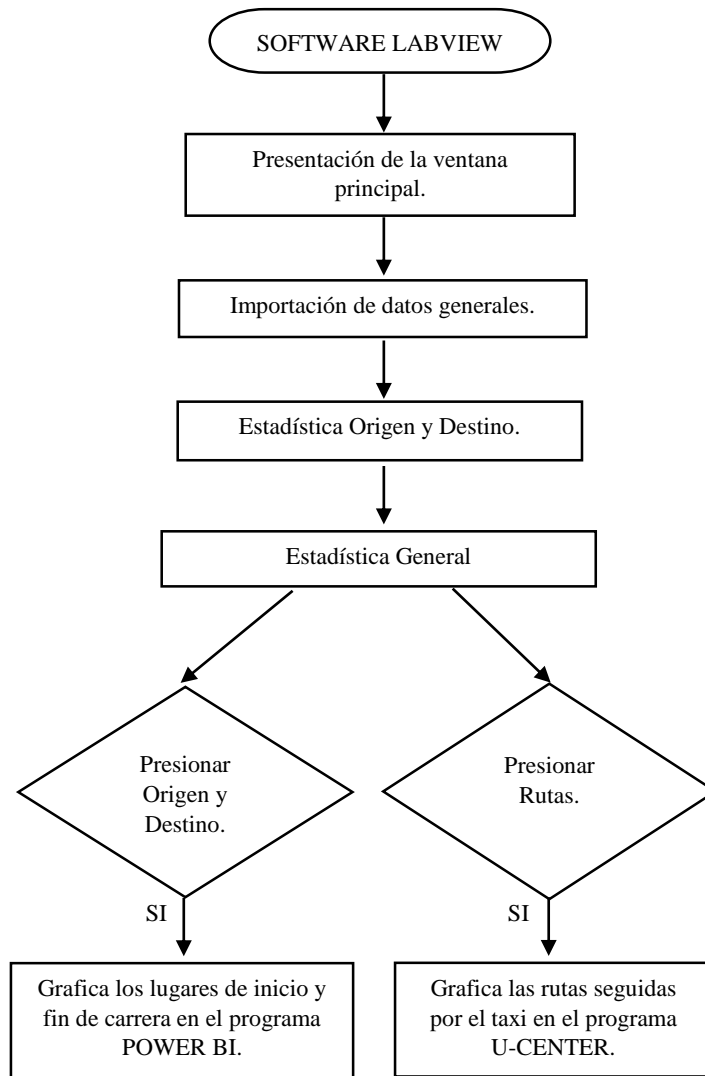 SOFTWARE LABVIEW
Presentación de la ventana
principal.
Importación de datos generales.
Estadística Origen y Destino.
Estadística General
Presionar
Origen y
Destino.
Presionar
Rutas.
SI
SI
Grafica los lugares de inicio y
fin de carrera en el programa
POWER BI.
Grafica las rutas seguidas
por el taxi en el programa
U-CENTER.